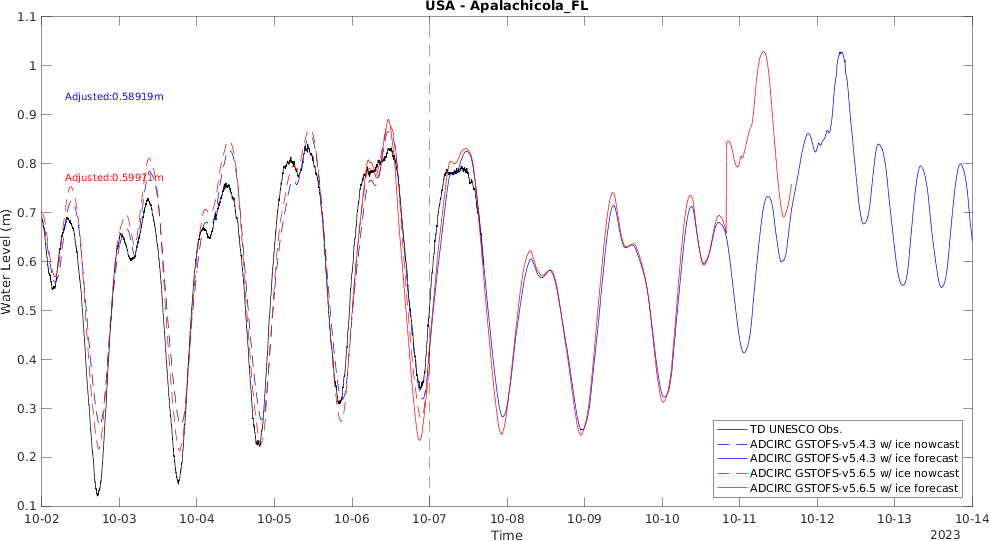 USA - Apalachicola_FL
1.1
1
0.9
0.8
0.7
0.6
0.5
0.4
0.3
0.2
0.1
Water Level (m)
Adjusted:0.58919m
Adjusted:0.59971m
TD UNESCO Obs.
ADCIRC GSTOFS-v5.4.3 w/ ice nowcast
ADCIRC GSTOFS-v5.4.3 w/ ice forecast
ADCIRC GSTOFS-v5.6.5 w/ ice nowcast
ADCIRC GSTOFS-v5.6.5 w/ ice forecast
10-02 10-03 10-04 10-05 10-06 10-07 10-08 10-09 10-10 10-11 10-12 10-13 10-14
Time
2023